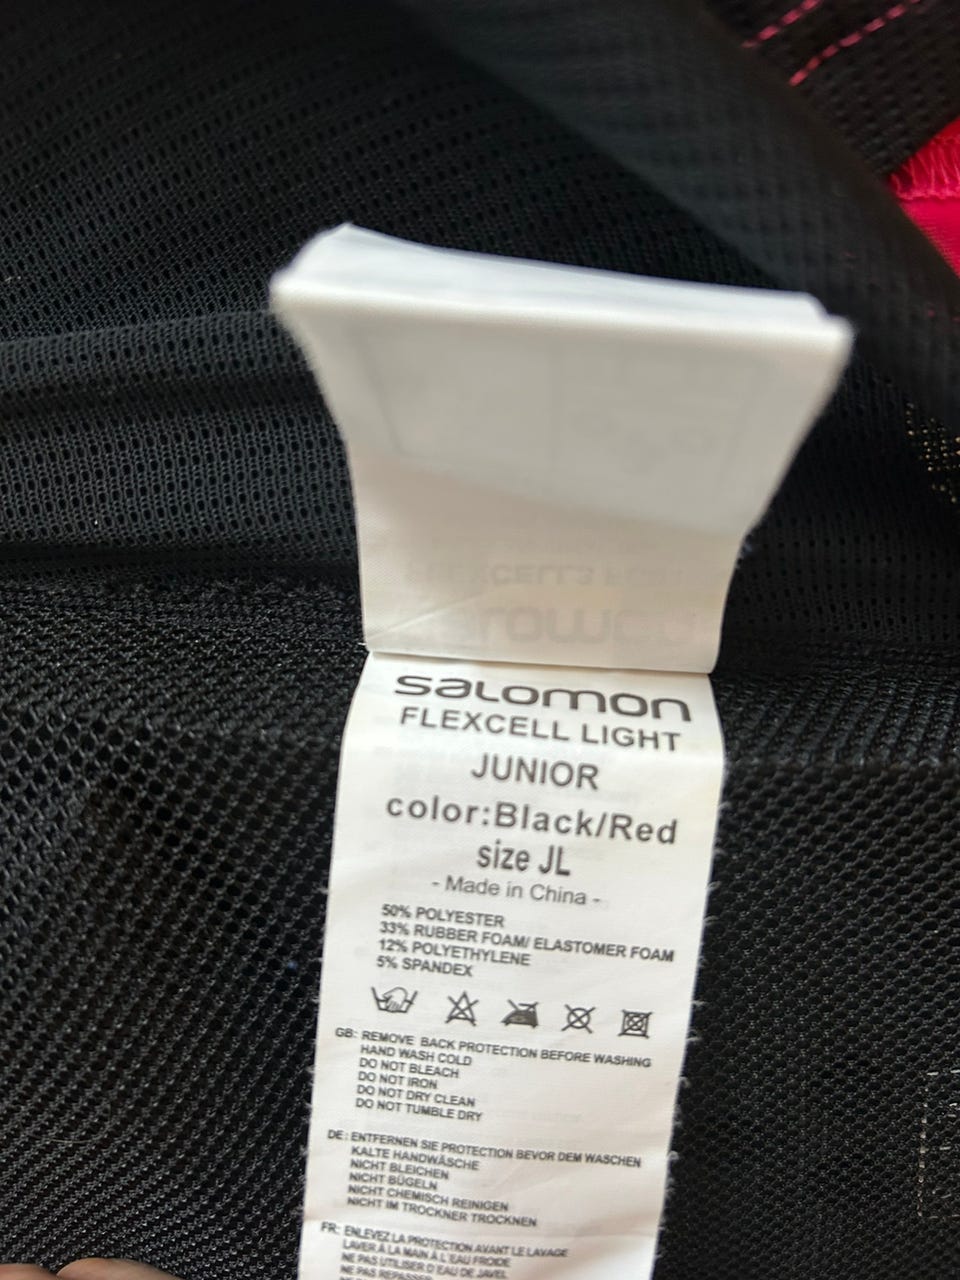 salomon
FLEXCELL LIGHT
JUNIOR
color:Black/Red
size JL
- Made in China -
50% POLYESTER
33% RUBBER FOAM/ ELASTOMER FOAM
12% POLYETHYLENE
5% SPANDEX
GB: REMOVE BACK PROTECTION BEFORE WASHING
HAND WASH COLD
DO NOT BLEACH
DO NOT IRON
DO NOT DRY CLEAN
DO NOT TUMBLE DRY
DE: ENTFERNEN SIE PROTECTION BEVOR DEM WASCHEN
KALTE HANDWÄSCHE
NICHT BLEICHEN
NICHT BÜGELN
NICHT CHEMISCH REINIGEN
NICHT IM TROCKNER TROCKNEN
FR: ENLEVEZ LA PROTECTION AVANT LE LAVAGE
LAVER À LA MAIN À L'EAU FROIDE
NE PAS UTILISER D'EAU DE JAVEL
NE PAS REPASSER